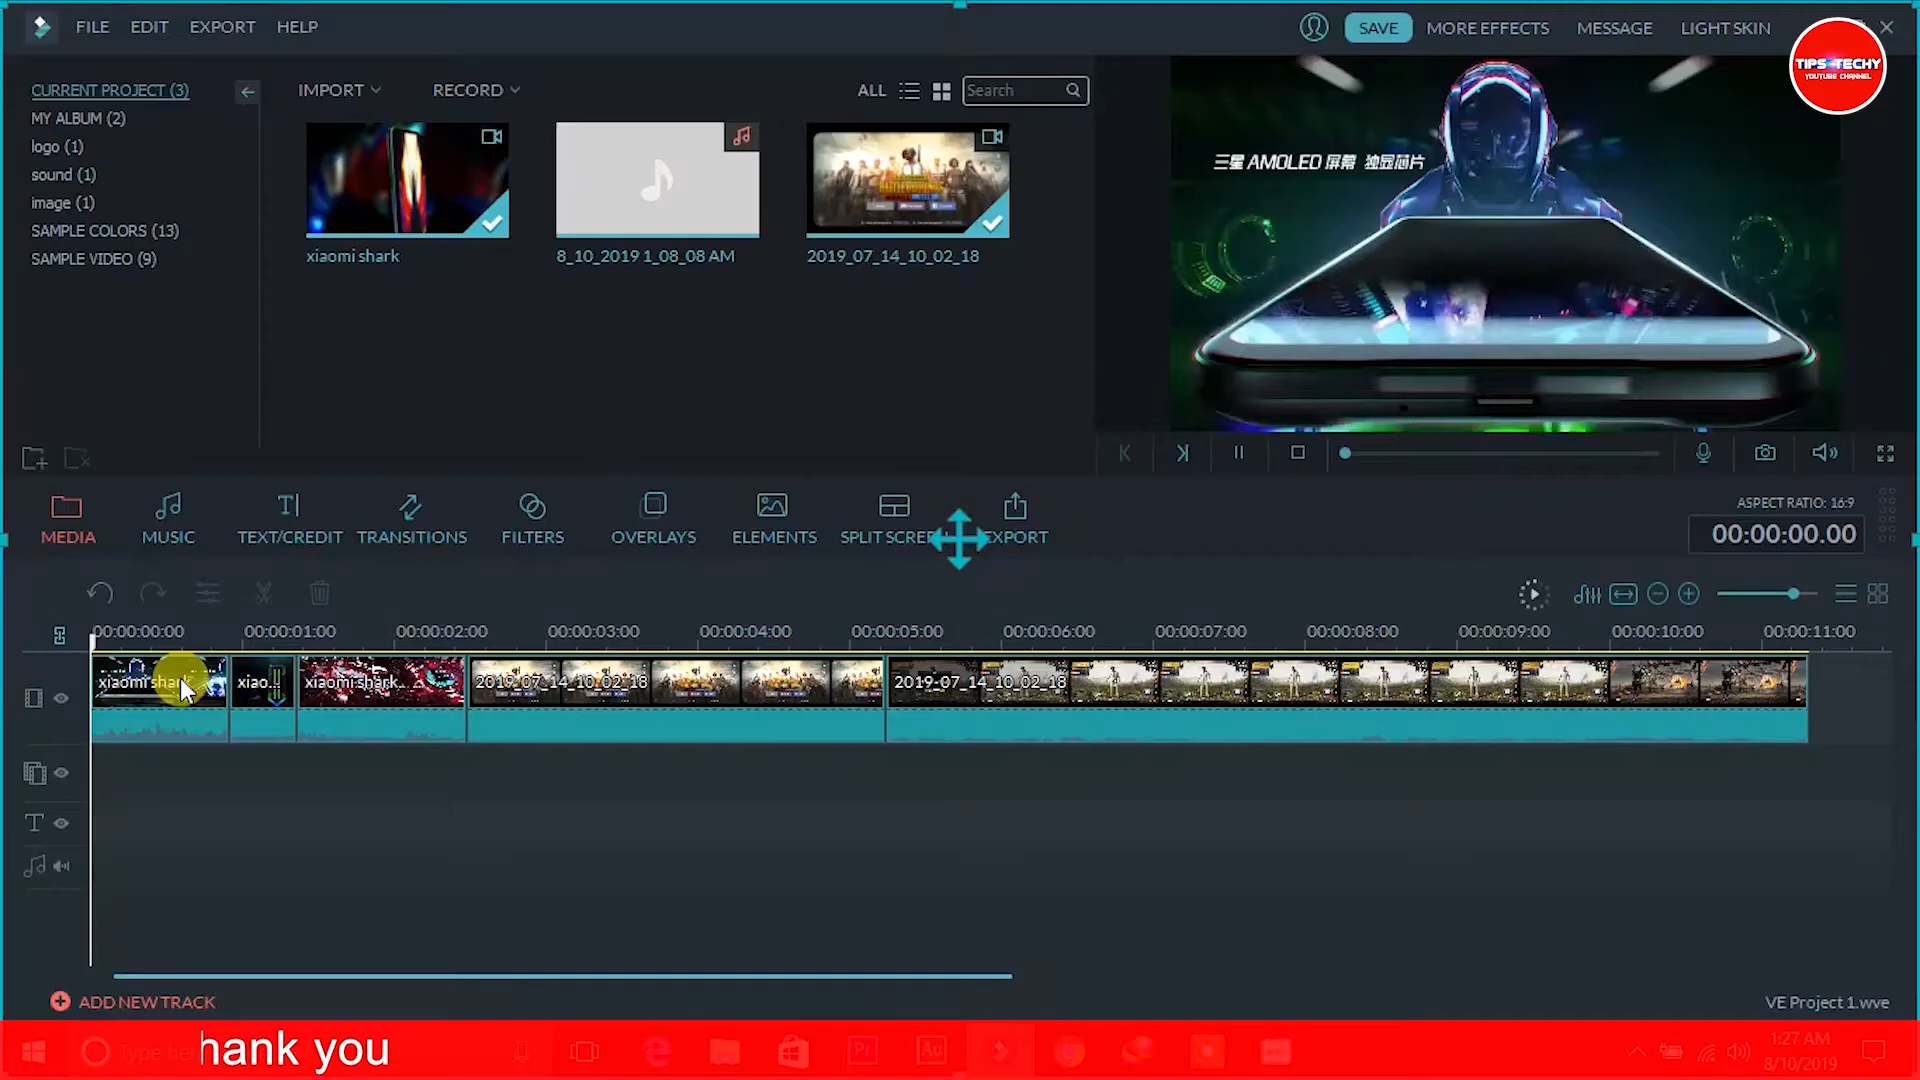 FILE EDIT EXPORT HELP
SAVE MORE EFFECTS MESSAGE LIGHT SKIN
TIPS TECHY
YOUTUBE CHANNEL
CURRENT PROJECT (3)
MY ALBUM (2)
logo (1)
sound (1)
image (1)
SAMPLE COLORS (13)
SAMPLE VIDEO (9)
IMPORT RECORD ALL Search
xiaomi shark 8_10_2019 1_08_08 AM 2019_07_14_10_02_18
三星 AMOLED 屏幕 独显芯片
MEDIA MUSIC TEXT/CREDIT TRANSITIONS FILTERS OVERLAYS ELEMENTS SPLIT SCREEN EXPORT
ASPECT RATIO: 16:9
00:00:00.00
00:00:00:00 00:00:01:00 00:00:02:00 00:00:03:00 00:00:04:00 00:00:05:00 00:00:06:00 00:00:07:00 00:00:08:00 00:00:09:00 00:00:10:00 00:00:11:00
xiaomi shark xiao... xiaomi shark... 2019_07_14_10_02_18 2019_07_14_10_02_18
ADD NEW TRACK
VE Project 1.wve
Type he
hank you
Pr Au
1:27 AM
8/10/2019